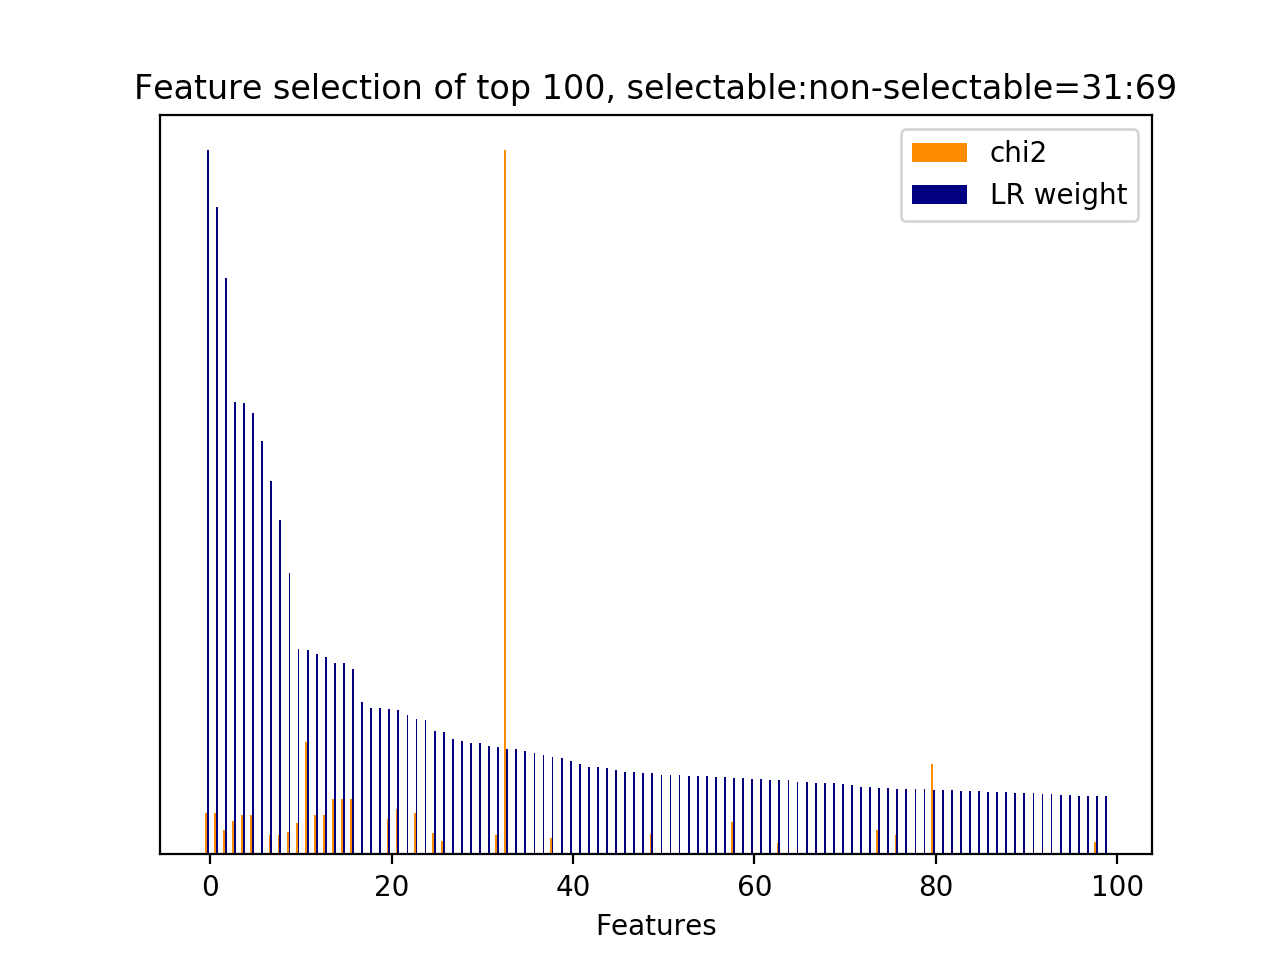 Feature selection of top 100, selectable:non-selectable=31:69
chi2
LR weight
0 20 40 60 80 100
Features